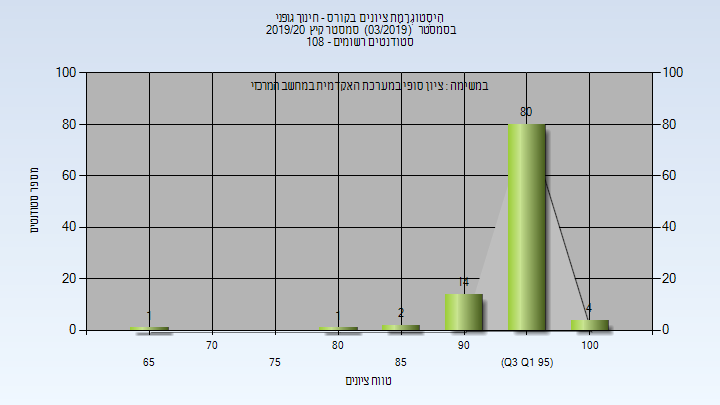 היסטוגרמת ציונים בקורס - חינוך גופני
בסמסטר (03/2019) סמסטר קיץ 2019/20
סטודנטים רשומים - 108
במשימה : ציון סופי במערכת האקדמית במחשב המרכזי
100 100
80 80
60 60
40 40
20 20
0 0
1 1 2 14 80 4
מספר סטודנטים
70 80 90 100
65 75 85 (Q3 Q1 95)
טווח ציונים